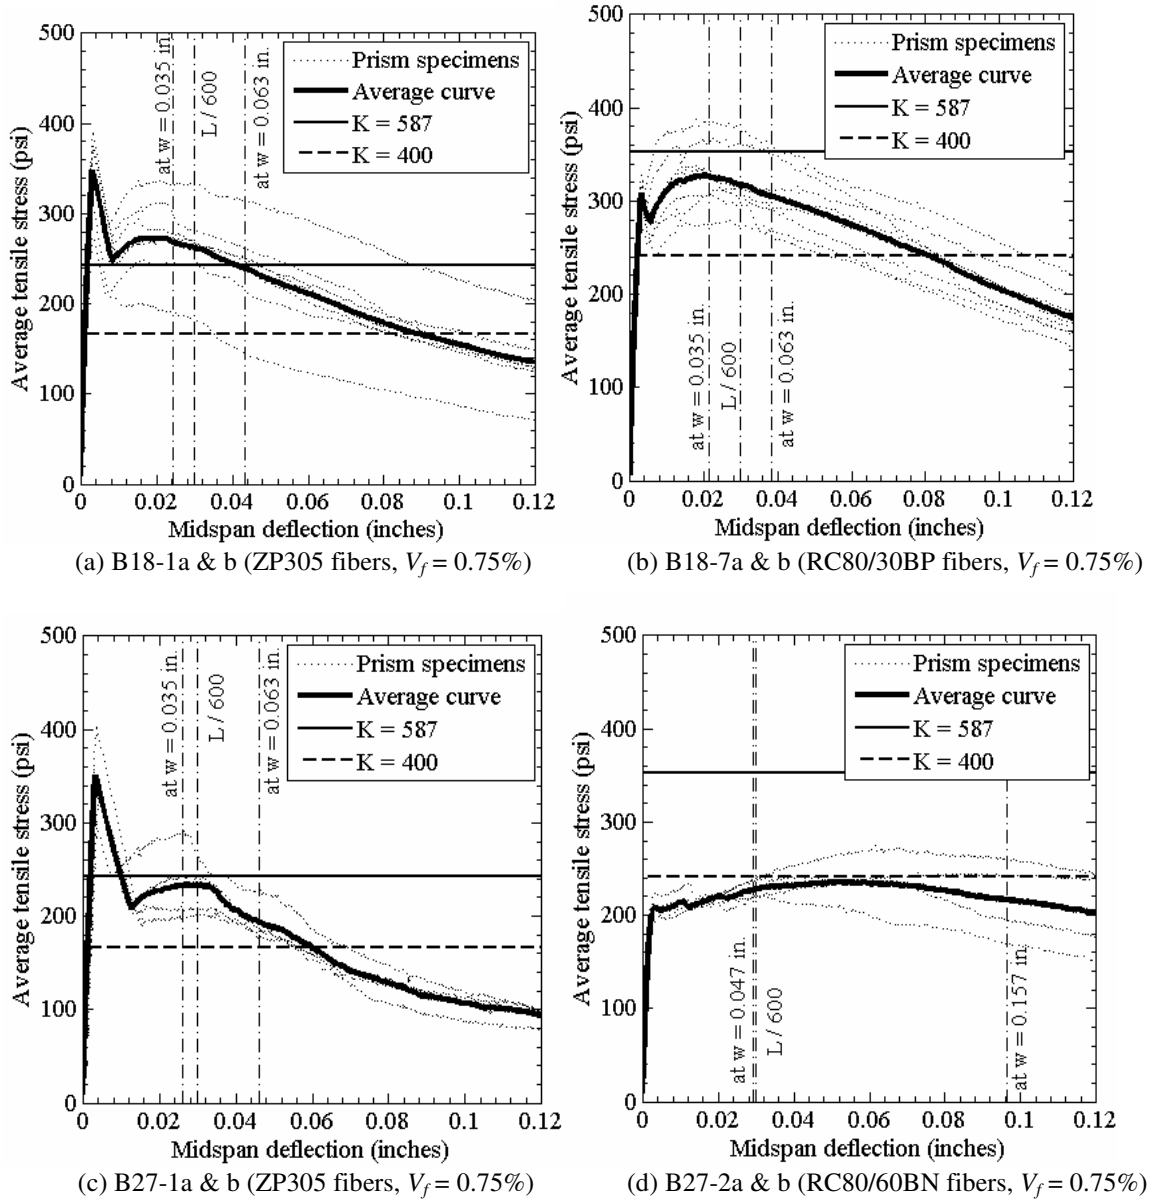 500
400
300
200
100
0
Average tensile stress (psi)
at w = 0.035 in.
L / 600
at w = 0.063 in.
Prism specimens
Average curve
K = 587
K = 400
0 0.02 0.04 0.06 0.08 0.1 0.12
Midspan deflection (inches)
(a) B18-1a & b (ZP305 fibers, Vf = 0.75%)
500
400
300
200
100
0
Average tensile stress (psi)
Prism specimens
Average curve
K = 587
K = 400
at w = 0.035 in.
L / 600
at w = 0.063 in.
0 0.02 0.04 0.06 0.08 0.1 0.12
Midspan deflection (inches)
(b) B18-7a & b (RC80/30BP fibers, Vf = 0.75%)
500
400
300
200
100
0
Average tensile stress (psi)
at w = 0.035 in.
L / 600
at w = 0.063 in.
Prism specimens
Average curve
K = 587
K = 400
0 0.02 0.04 0.06 0.08 0.1 0.12
Midspan deflection (inches)
(c) B27-1a & b (ZP305 fibers, Vf = 0.75%)
500
400
300
200
100
0
Average tensile stress (psi)
Prism specimens
Average curve
K = 587
K = 400
at w = 0.047 in.
L / 600
at w = 0.157 in.
0 0.02 0.04 0.06 0.08 0.1 0.12
Midspan deflection (inches)
(d) B27-2a & b (RC80/60BN fibers, Vf = 0.75%)